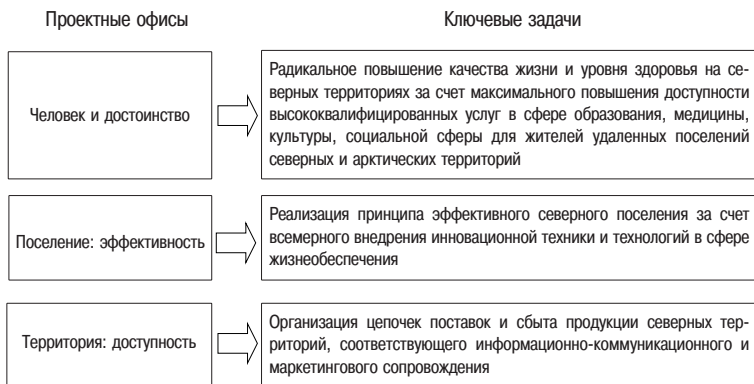 Проектные офисы
Ключевые задачи
Человек и достоинство
Радикальное повышение качества жизни и уровня здоровья на се-
верных территориях за счет максимального повышения доступности
высококвалифицированных услуг в сфере образования, медицины,
культуры, социальной сферы для жителей удаленных поселений
северных и арктических территорий
Поселение: эффективность
Реализация принципа эффективного северного поселения за счет
всемерного внедрения инновационной техники и технологий в сфере
жизнеобеспечения
Территория: доступность
Организация цепочек поставок и сбыта продукции северных тер-
риторий, соответствующего информационно-коммуникационного и
маркетингового сопровождения